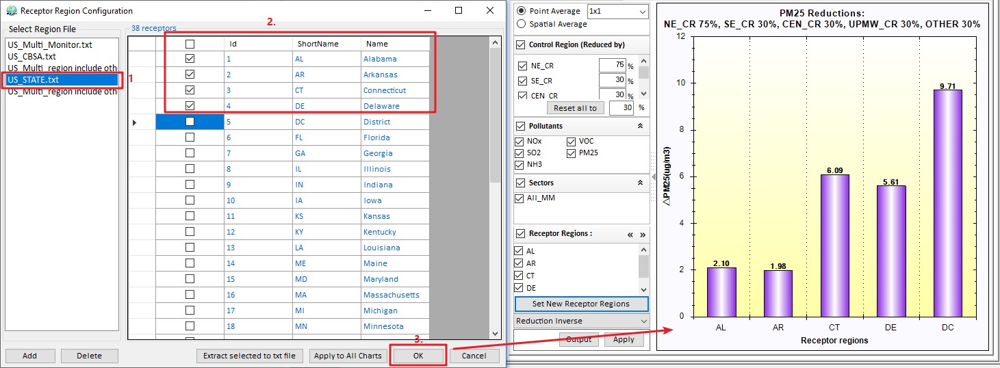 Receptor Region Configuration
Select Region File
US_Multi_Monitor.txt
US_CBSA.txt
US_Multi_region include oth
US_STATE.txt
US_Multi_region include oth
1
38 receptors
2.
Id ShortName Name
1 AL Alabama
2 AR Arkansas
3 CT Connecticut
4 DE Delaware
5 DC District
6 FL Florida
7 GA Georgia
8 IL Illinois
9 IN Indiana
10 IA Iowa
11 KS Kansas
12 KY Kentucky
13 LA Louisiana
14 ME Maine
15 MD Maryland
16 MA Massachusetts
17 MI Michigan
18 MN Minnesota
3.
Add Delete Extract selected to txt file Apply to All Charts OK Cancel
Point Average 1x1
Spatial Average
Control Region (Reduced by)
NE_CR 75 %
SE_CR 30 %
CEN_CR 30 %
Reset all to 30 %
Pollutants
NOx VOC
SO2 PM25
NH3
Sectors
All_MM
Receptor Regions : « »
AL
AR
CT
DE
Set New Receptor Regions
Reduction Inverse
Output Apply
PM25 Reductions:
NE_CR 75%, SE_CR 30%, CEN_CR 30%, UPMW_CR 30%, OTHER 30%
△PM25(ug/m3)
12
10
8
6
4
2
0
2.10
1.98
6.09
5.61
9.71
AL AR CT DE DC
Receptor regions